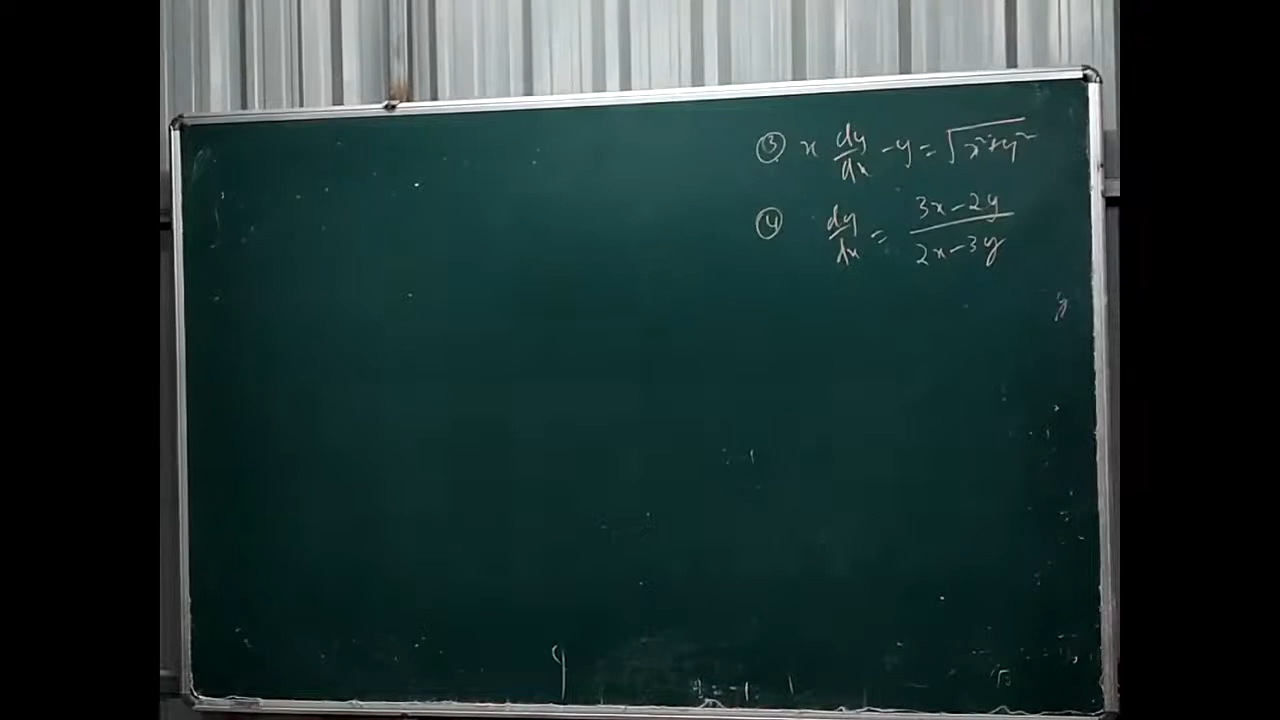 ③ x dy/dx - y = √(x²+y²)
④ dy/dx = (3x-2y)/(2x-3y)